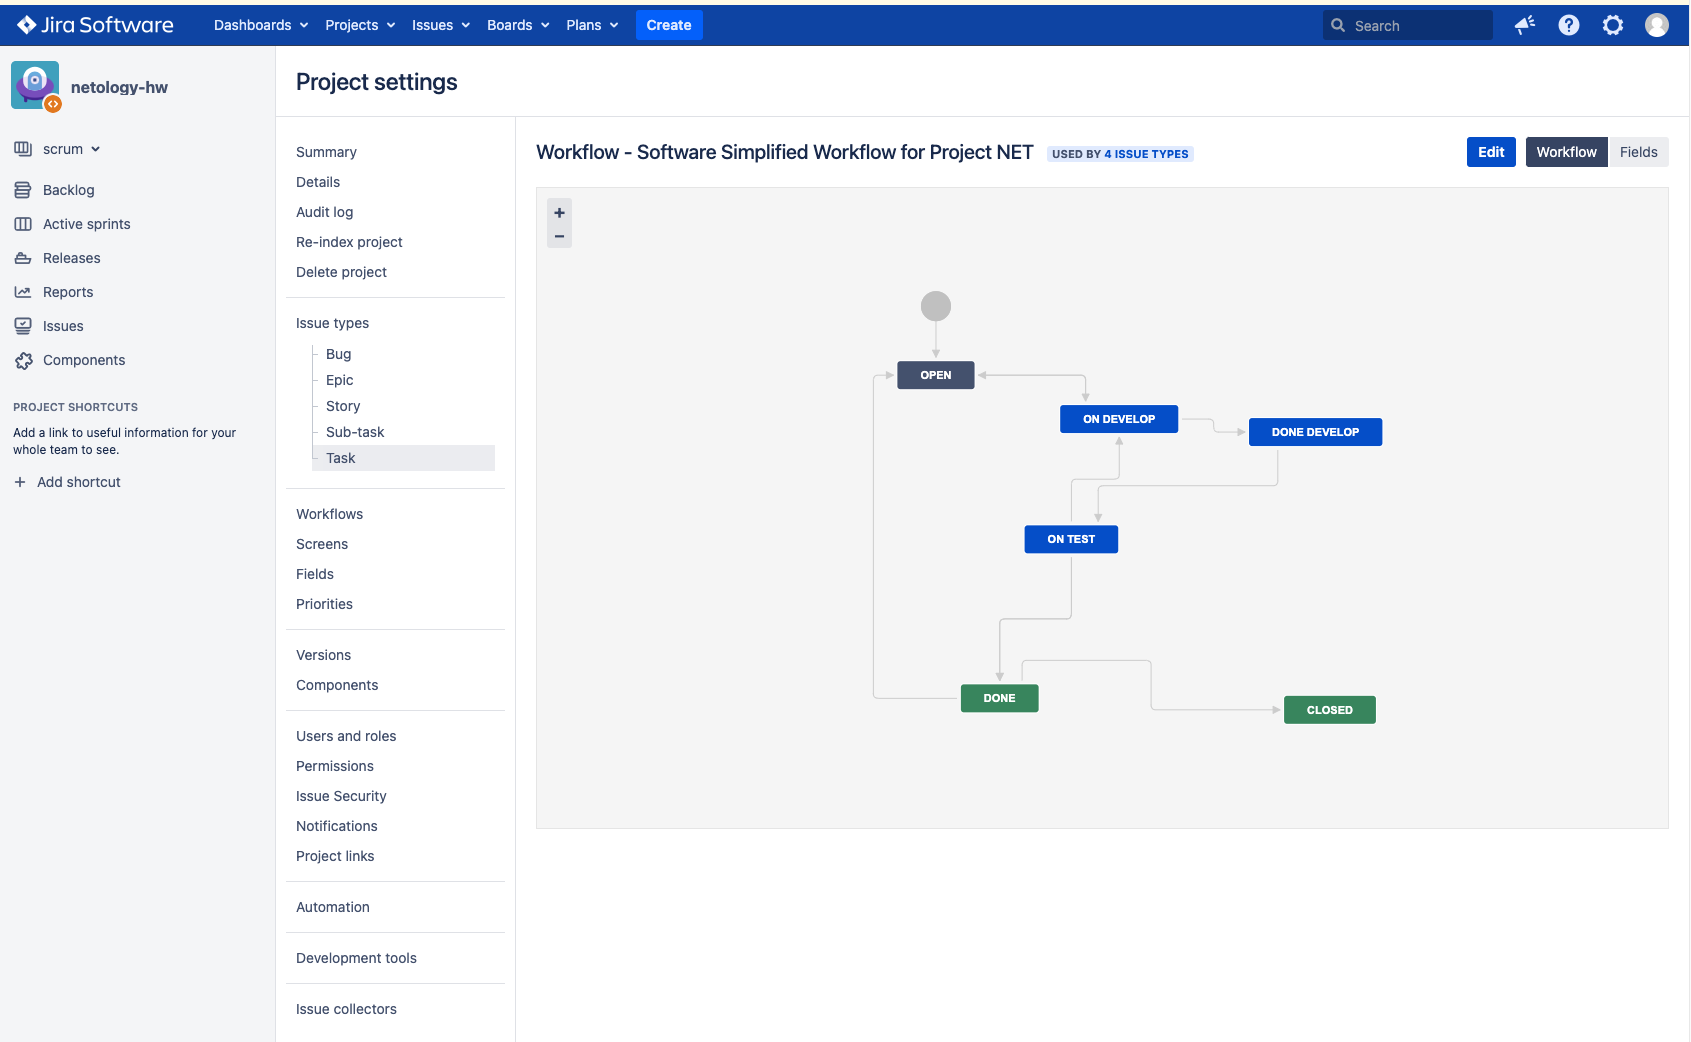 Jira Software
Dashboards
Projects
Issues
Boards
Plans
Create
Search
netology-hw
scrum
Backlog
Active sprints
Releases
Reports
Issues
Components
PROJECT SHORTCUTS
Add a link to useful information for your
whole team to see.
Add shortcut
Project settings
Summary
Details
Audit log
Re-index project
Delete project
Issue types
Bug
Epic
Story
Sub-task
Task
Workflows
Screens
Fields
Priorities
Versions
Components
Users and roles
Permissions
Issue Security
Notifications
Project links
Automation
Development tools
Issue collectors
Workflow - Software Simplified Workflow for Project NET
USED BY 4 ISSUE TYPES
Edit
Workflow
Fields
+
−
OPEN
ON DEVELOP
DONE DEVELOP
ON TEST
DONE
CLOSED